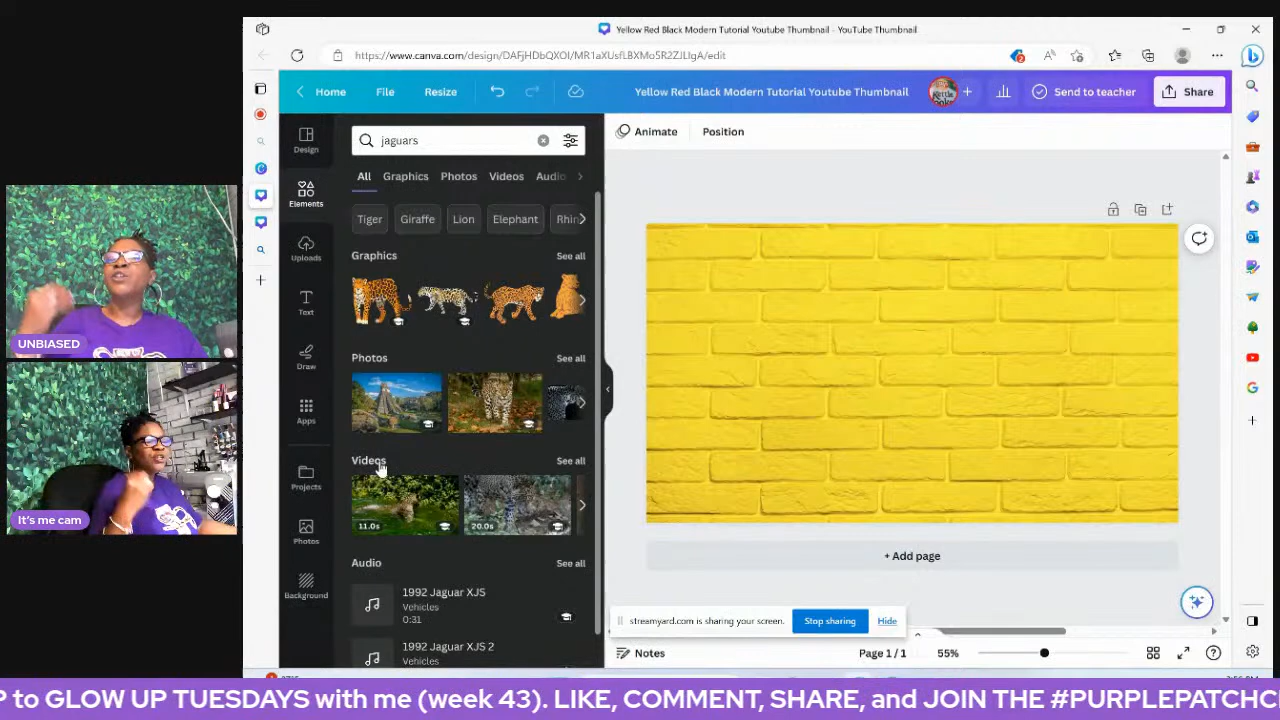 Yellow Red Black Modern Tutorial Youtube Thumbnail - YouTube Thumbnail
https://www.canva.com/design/DAFjHDbQXOI/MR1aXUsfLBXMo5R2ZJLIgA/edit
Home File Resize Yellow Red Black Modern Tutorial Youtube Thumbnail Send to teacher Share
Design
Elements
Uploads
Text
Draw
Apps
Projects
Photos
Background
jaguars
All Graphics Photos Videos Audio
Tiger Giraffe Lion Elephant Rhin
Graphics See all
Photos See all
Videos See all
11.0s 20.0s
Audio See all
1992 Jaguar XJS
Vehicles
0:31
1992 Jaguar XJS 2
Vehicles
Animate Position
+ Add page
streamyard.com is sharing your screen. Stop sharing Hide
Notes Page 1 / 1 55%
UNBIASED
It's me cam
P to GLOW UP TUESDAYS with me (week 43). LIKE, COMMENT, SHARE, and JOIN THE #PURPLEPATCHC